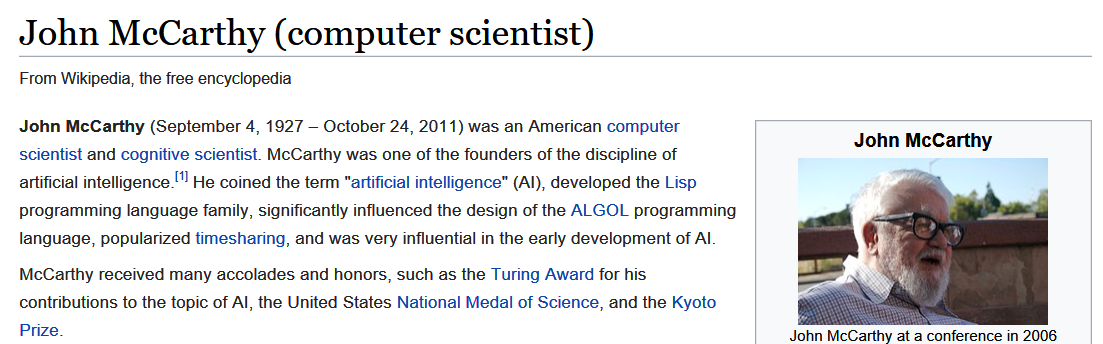 John McCarthy (computer scientist)
From Wikipedia, the free encyclopedia
John McCarthy (September 4, 1927 – October 24, 2011) was an American computer
scientist and cognitive scientist. McCarthy was one of the founders of the discipline of
artificial intelligence.[1] He coined the term "artificial intelligence" (AI), developed the Lisp
programming language family, significantly influenced the design of the ALGOL programming
language, popularized timesharing, and was very influential in the early development of AI.
McCarthy received many accolades and honors, such as the Turing Award for his
contributions to the topic of AI, the United States National Medal of Science, and the Kyoto
Prize.
John McCarthy
John McCarthy at a conference in 2006